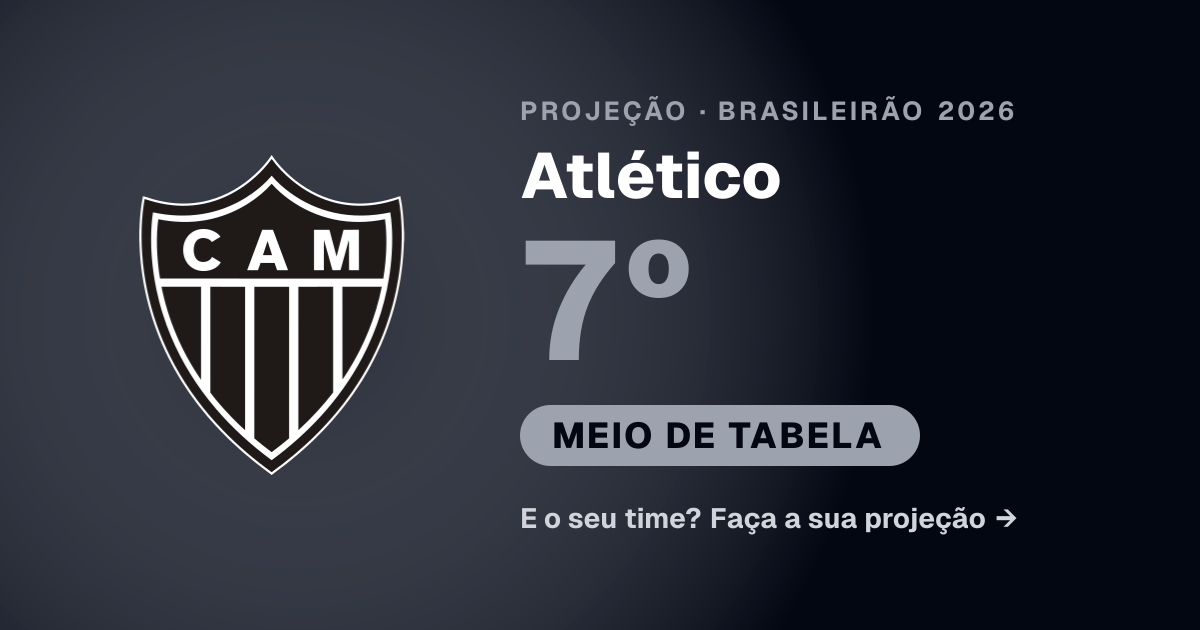 CAM
PROJEÇÃO · BRASILEIRÃO 2026
Atlético
7º
MEIO DE TABELA
E o seu time? Faça a sua projeção →